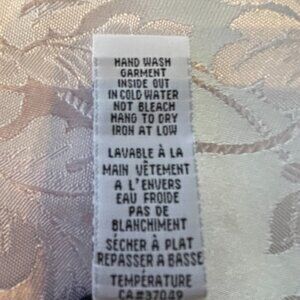 HAND WASH
GARMENT
INSIDE OUT
IN COLD WATER
NOT BLEACH
HANG TO DRY
IRON AT LOW
LAVABLE À LA
MAIN VÊTEMENT
A L'ENVERS
EAU FROIDE
PAS DE
BLANCHIMENT
SÉCHER À PLAT
REPASSER A BASSE
TEMPÉRATURE
CA#37049